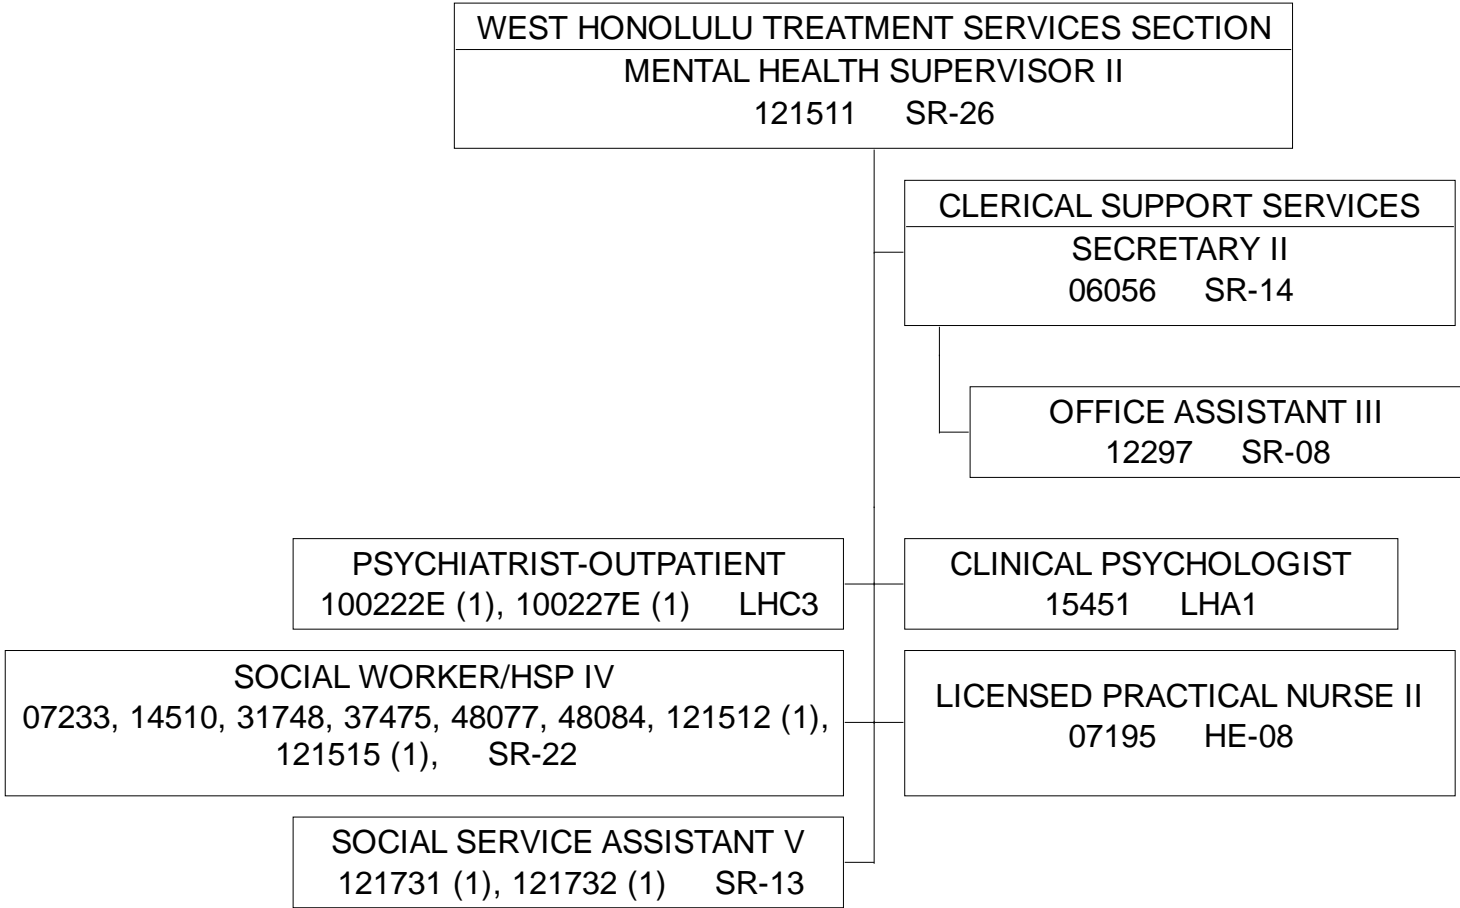 WEST HONOLULU TREATMENT SERVICES SECTION
MENTAL HEALTH SUPERVISOR II
121511 SR-26
CLERICAL SUPPORT SERVICES
SECRETARY II
06056 SR-14
OFFICE ASSISTANT III
12297 SR-08
PSYCHIATRIST-OUTPATIENT
100222E (1), 100227E (1) LHC3
CLINICAL PSYCHOLOGIST
15451 LHA1
SOCIAL WORKER/HSP IV
07233, 14510, 31748, 37475, 48077, 48084, 121512 (1),
121515 (1), SR-22
LICENSED PRACTICAL NURSE II
07195 HE-08
SOCIAL SERVICE ASSISTANT V
121731 (1), 121732 (1) SR-13